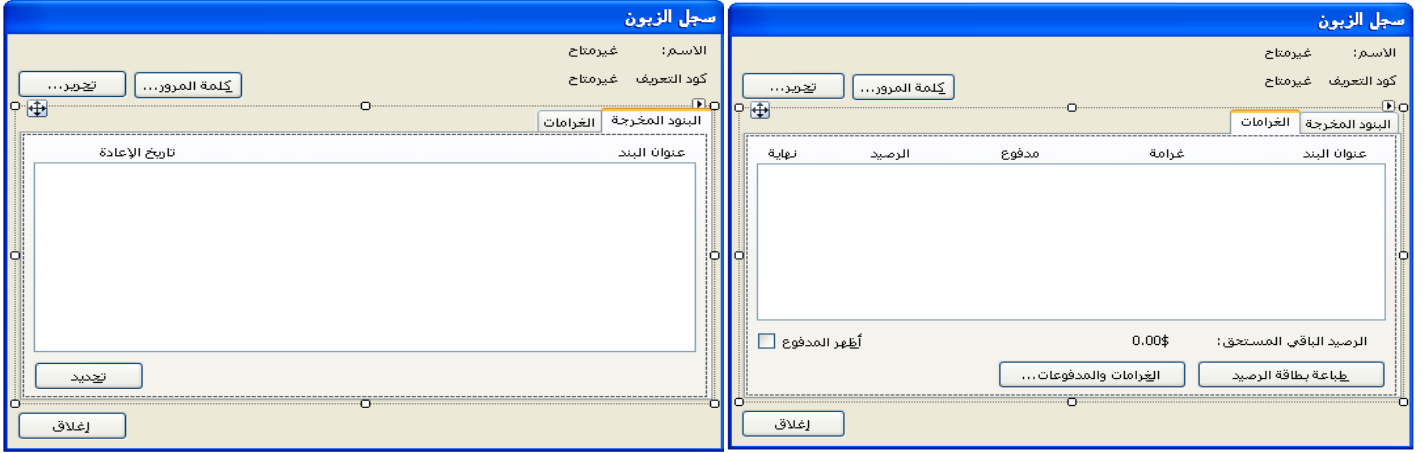 سجل الزبون
الاسم: غيرمتاح
كود التعريف غيرمتاح
كلمة المرور... تحرير...
البنود المخرجة الغرامات
عنوان البند غرامة مدفوع الرصيد نهاية
الرصيد الباقي المستحق: 0.00$ أظهر المدفوع
طباعة بطاقة الرصيد الغرامات والمدفوعات...
إغلاق
سجل الزبون
الاسم: غيرمتاح
كود التعريف غيرمتاح
كلمة المرور... تحرير...
البنود المخرجة الغرامات
عنوان البند تاريخ الإعادة
تجديد
إغلاق